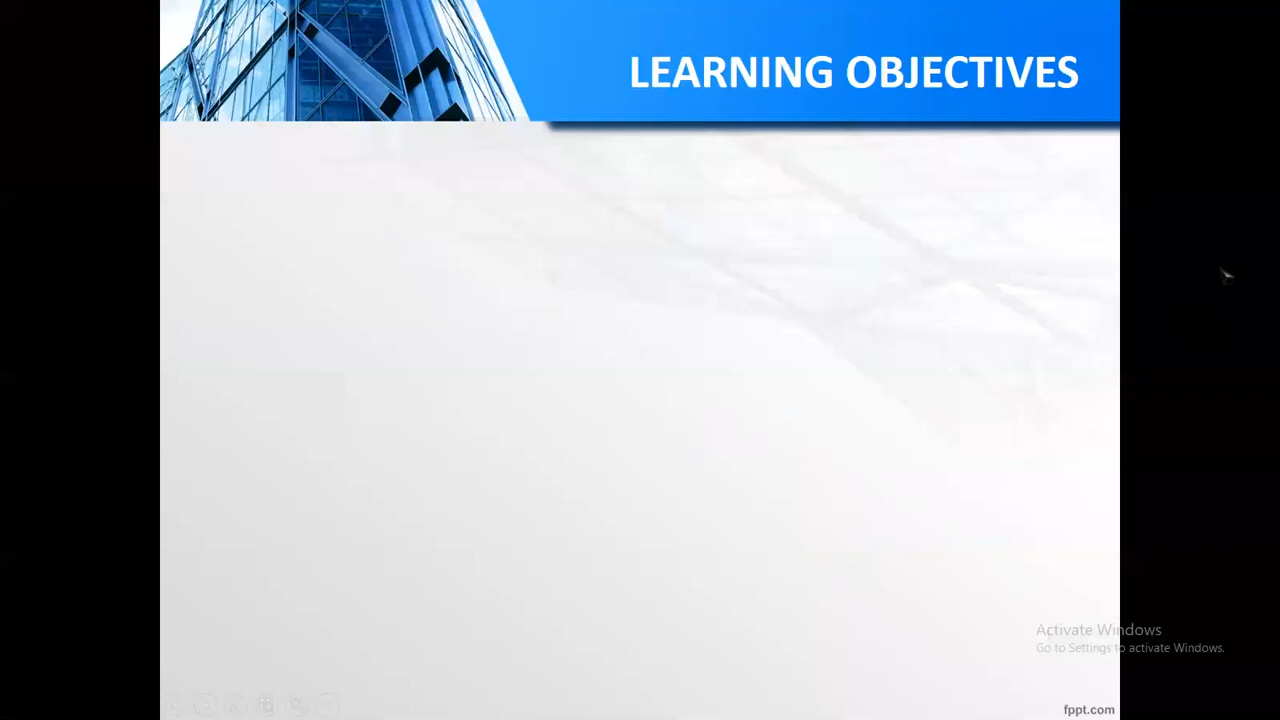 LEARNING OBJECTIVES
Activate Windows
Go to Settings to activate Windows.
fppt.com